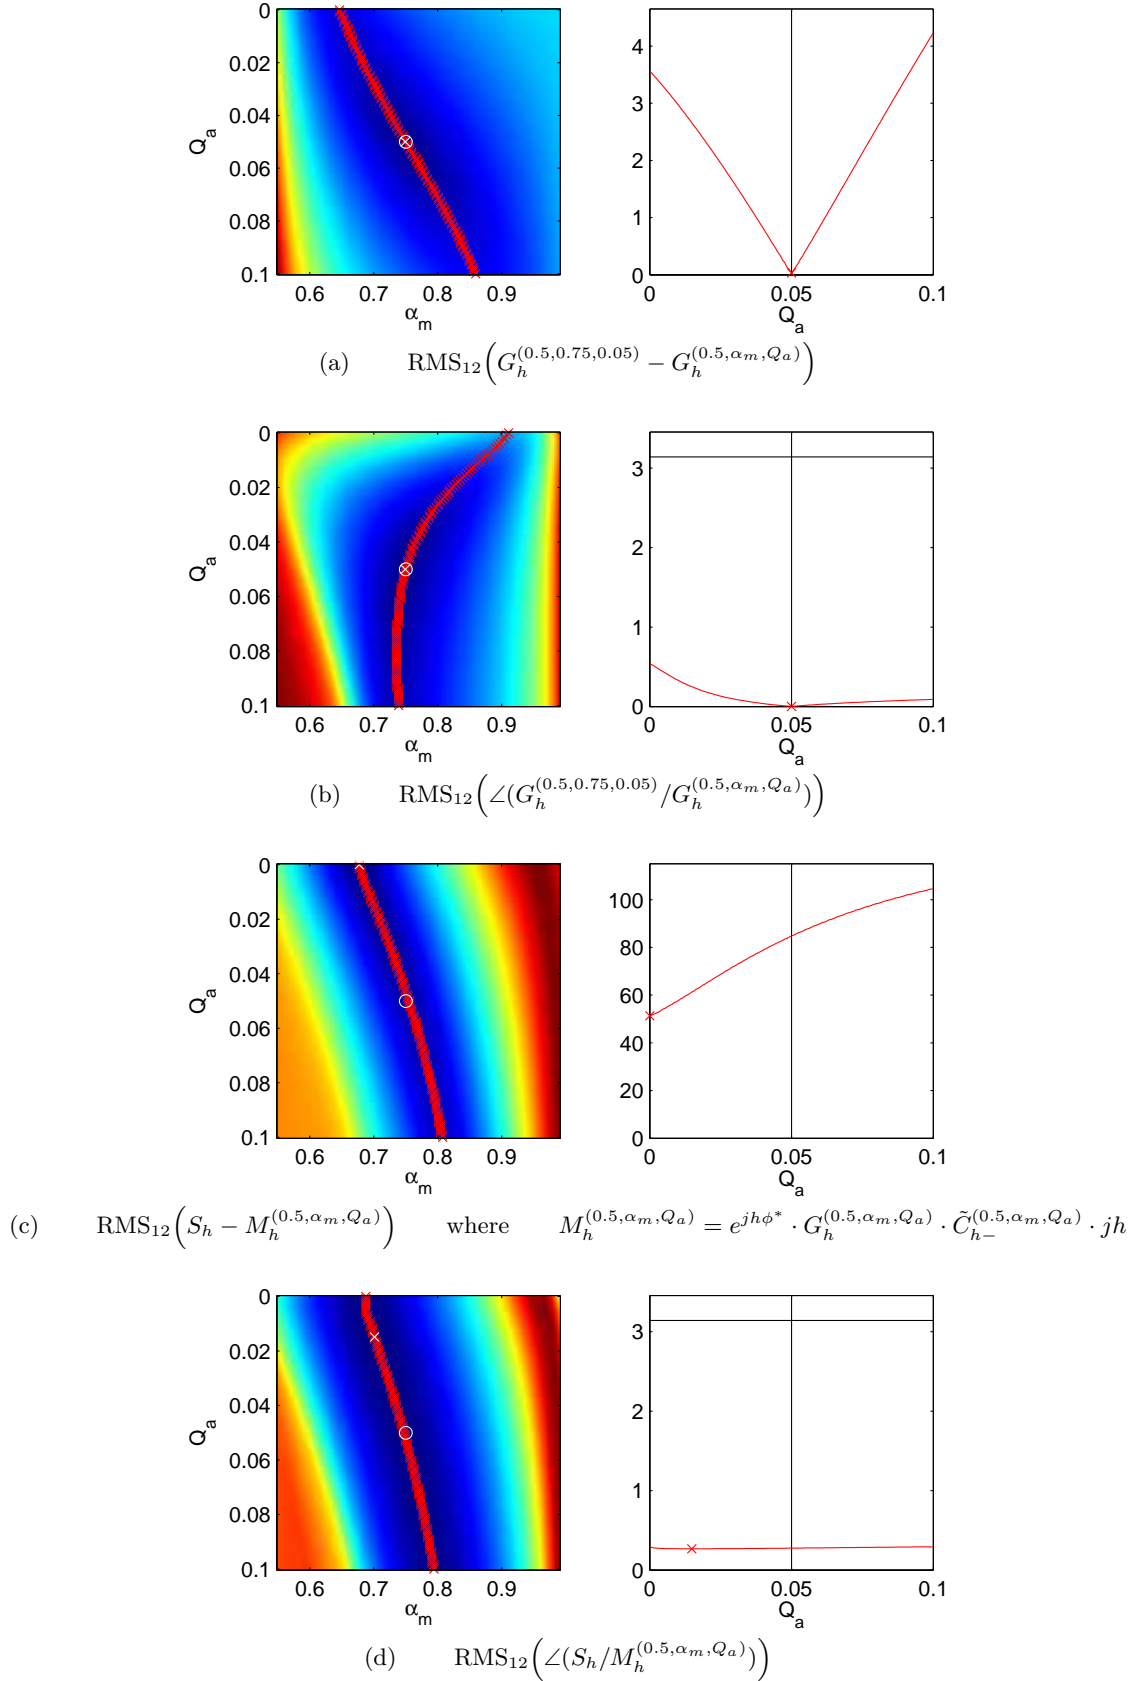 0
0.02
0.04
0.06
0.08
0.1
Q_a
0.6 0.7 0.8 0.9
α_m
4
3
2
1
0
0 0.05 0.1
Q_a
(a) RMS_{12}(G_h^{(0.5,0.75,0.05)} − G_h^{(0.5,α_m,Q_a)})
0
0.02
0.04
0.06
0.08
0.1
Q_a
0.6 0.7 0.8 0.9
α_m
3
2
1
0
0 0.05 0.1
Q_a
(b) RMS_{12}(∠(G_h^{(0.5,0.75,0.05)}/G_h^{(0.5,α_m,Q_a)}))
0
0.02
0.04
0.06
0.08
0.1
Q_a
0.6 0.7 0.8 0.9
α_m
100
80
60
40
20
0
0 0.05 0.1
Q_a
(c) RMS_{12}(S_h − M_h^{(0.5,α_m,Q_a)}) where M_h^{(0.5,α_m,Q_a)} = e^{jhϕ*} · G_h^{(0.5,α_m,Q_a)} · C̃_{h−}^{(0.5,α_m,Q_a)} · jh
0
0.02
0.04
0.06
0.08
0.1
Q_a
0.6 0.7 0.8 0.9
α_m
3
2
1
0
0 0.05 0.1
Q_a
(d) RMS_{12}(∠(S_h/M_h^{(0.5,α_m,Q_a)}))